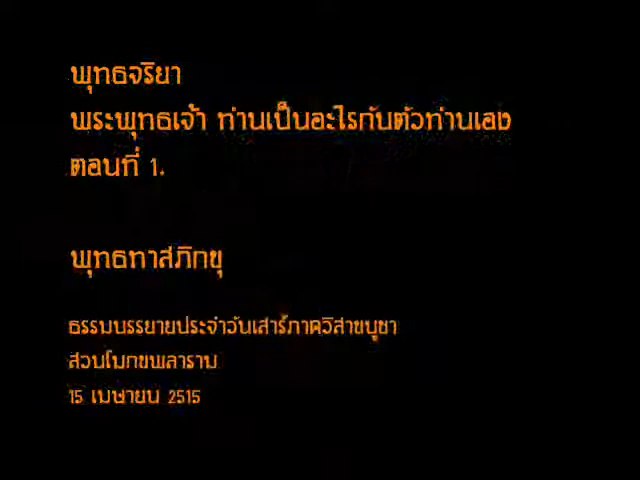 พุทธจริยา
พระพุทธเจ้า ท่านเป็นอะไรกันตัวท่านเอง
ตอนที่ 1.
พุทธทาสภิกขุ
ธรรมบรรยายประจำวันเสาร์ภาควิสาขบูชา
สวนโมกขพลาราม
15 เมษายน 2515